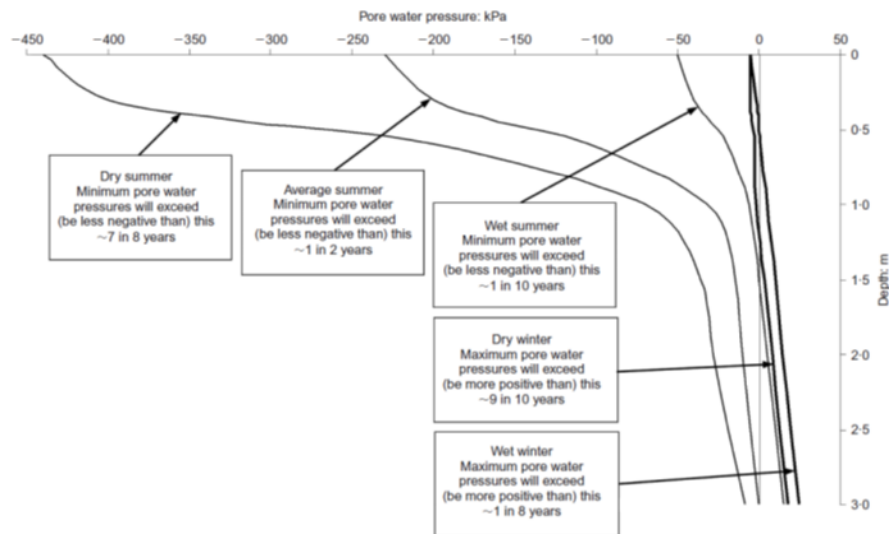 Pore water pressure: kPa
−450 −400 −350 −300 −250 −200 −150 −100 −50 0 50
0
0·5
1·0
1·5
2·0
2·5
3·0
Depth: m
Dry summer
Minimum pore water
pressures will exceed
(be less negative than) this
~7 in 8 years
Average summer
Minimum pore water
pressures will exceed
(be less negative than) this
~1 in 2 years
Wet summer
Minimum pore water
pressures will exceed
(be less negative than) this
~1 in 10 years
Dry winter
Maximum pore water
pressures will exceed
(be more positive than) this
~9 in 10 years
Wet winter
Maximum pore water
pressures will exceed
(be more positive than) this
~1 in 8 years